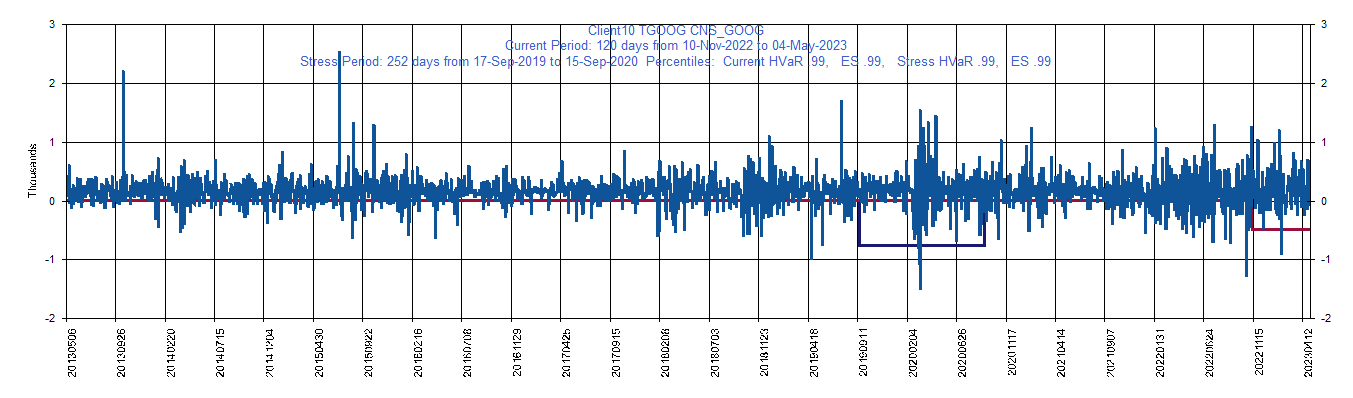 Client10 TGOOG CNS_GOOG
Current Period: 120 days from 10-Nov-2022 to 04-May-2023
Stress Period: 252 days from 17-Sep-2019 to 15-Sep-2020 Percentiles: Current HVaR .99, ES .99, Stress HVaR .99, ES .99
3 3
2 2
1 1
Thousands
0 0
-1 -1
-2 -2
20130506 20130926 20140220 20140715 20141204 20150430 20150922 20160216 20160708 20161129 20170425 20170915 20180208 20180703 20181123 20190418 20190911 20200204 20200626 20201117 20210414 20210907 20220131 20220624 20221115 20230412